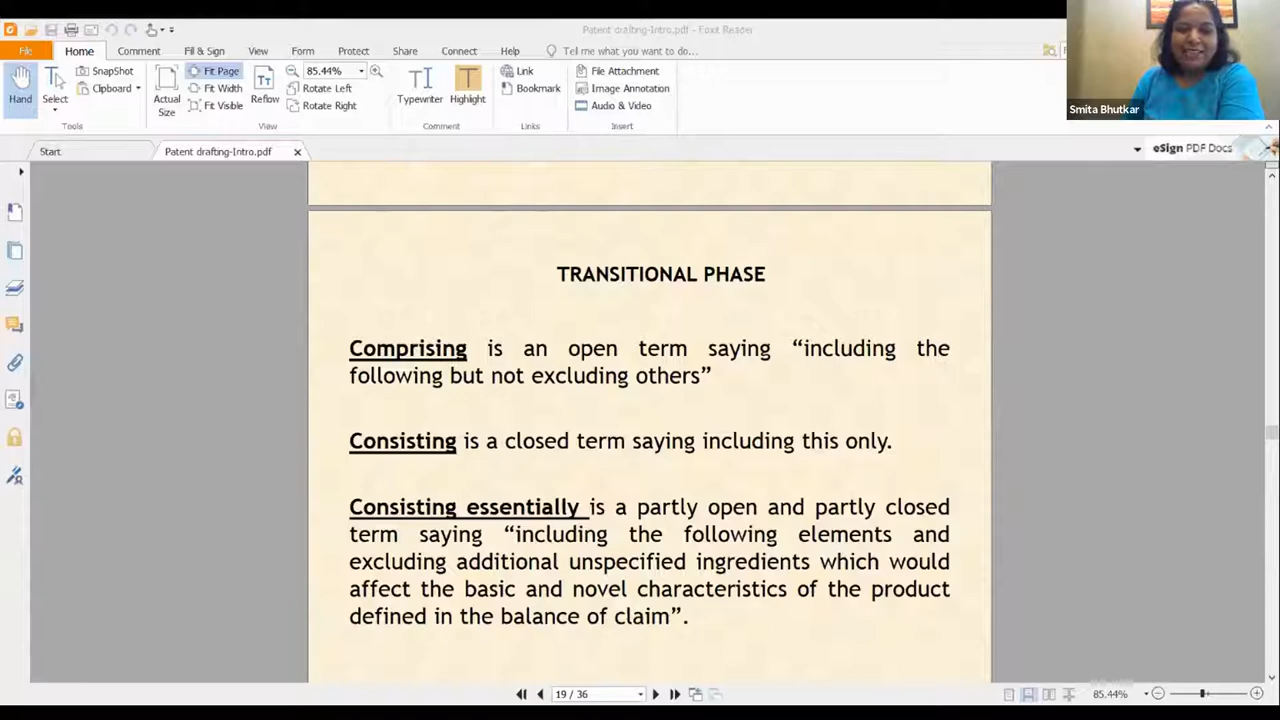 Patent drafting-Intro.pdf - Foxit Reader
File Home Comment Fill & Sign View Form Protect Share Connect Help Tell me what you want to do...
Hand Select SnapShot Clipboard Actual Size Fit Page Fit Width Fit Visible Reflow 85.44% Rotate Left Rotate Right Typewriter Highlight Link Bookmark File Attachment Image Annotation Audio & Video
Tools View Comment Links Insert
Smita Bhutkar
Start Patent drafting-Intro.pdf eSign PDF Docs
TRANSITIONAL PHASE
Comprising is an open term saying “including the
following but not excluding others”
Consisting is a closed term saying including this only.
Consisting essentially is a partly open and partly closed
term saying “including the following elements and
excluding additional unspecified ingredients which would
affect the basic and novel characteristics of the product
defined in the balance of claim”.
19 / 36 85.44%